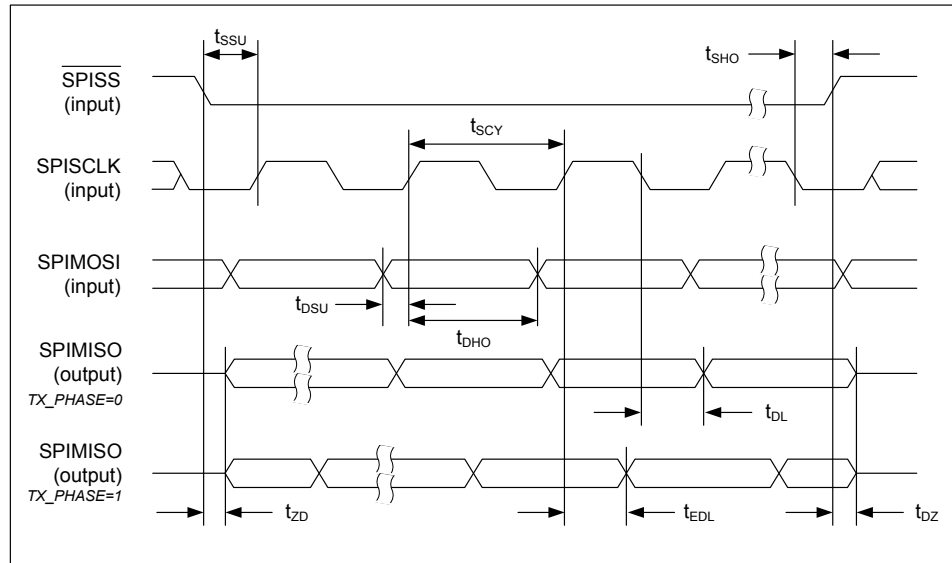 tSSU
tSHO
SPISS
(input)
tSCY
SPISCLK
(input)
SPIMOSI
(input)
tDSU
tDHO
SPIMISO
(output)
TX_PHASE=0
tDL
SPIMISO
(output)
TX_PHASE=1
tZD
tEDL
tDZ